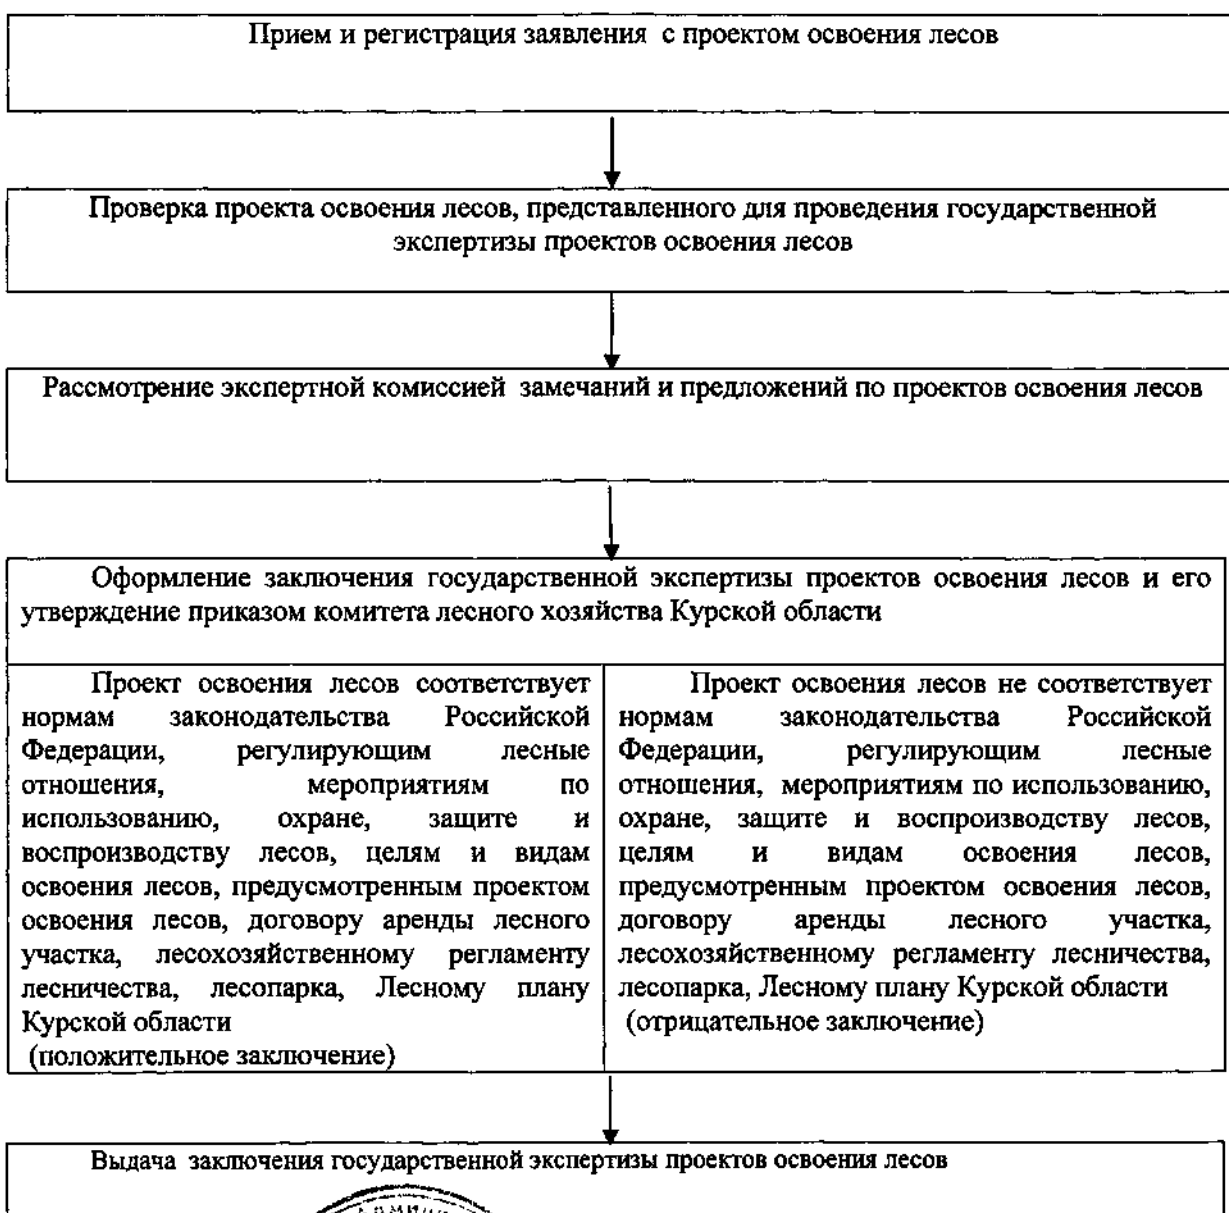 Прием и регистрация заявления с проектом освоения лесов
Проверка проекта освоения лесов, представленного для проведения государственной
экспертизы проектов освоения лесов
Рассмотрение экспертной комиссией замечаний и предложений по проектов освоения лесов
Оформление заключения государственной экспертизы проектов освоения лесов и его
утверждение приказом комитета лесного хозяйства Курской области
Проект освоения лесов соответствует
нормам законодательства Российской
Федерации, регулирующим лесные
отношения, мероприятиям по
использованию, охране, защите и
воспроизводству лесов, целям и видам
освоения лесов, предусмотренным проектом
освоения лесов, договору аренды лесного
участка, лесохозяйственному регламенту
лесничества, лесопарка, Лесному плану
Курской области
(положительное заключение)
Проект освоения лесов не соответствует
нормам законодательства Российской
Федерации, регулирующим лесные
отношения, мероприятиям по использованию,
охране, защите и воспроизводству лесов,
целям и видам освоения лесов,
предусмотренным проектом освоения лесов,
договору аренды лесного участка,
лесохозяйственному регламенту лесничества,
лесопарка, Лесному плану Курской области
(отрицательное заключение)
Выдача заключения государственной экспертизы проектов освоения лесов